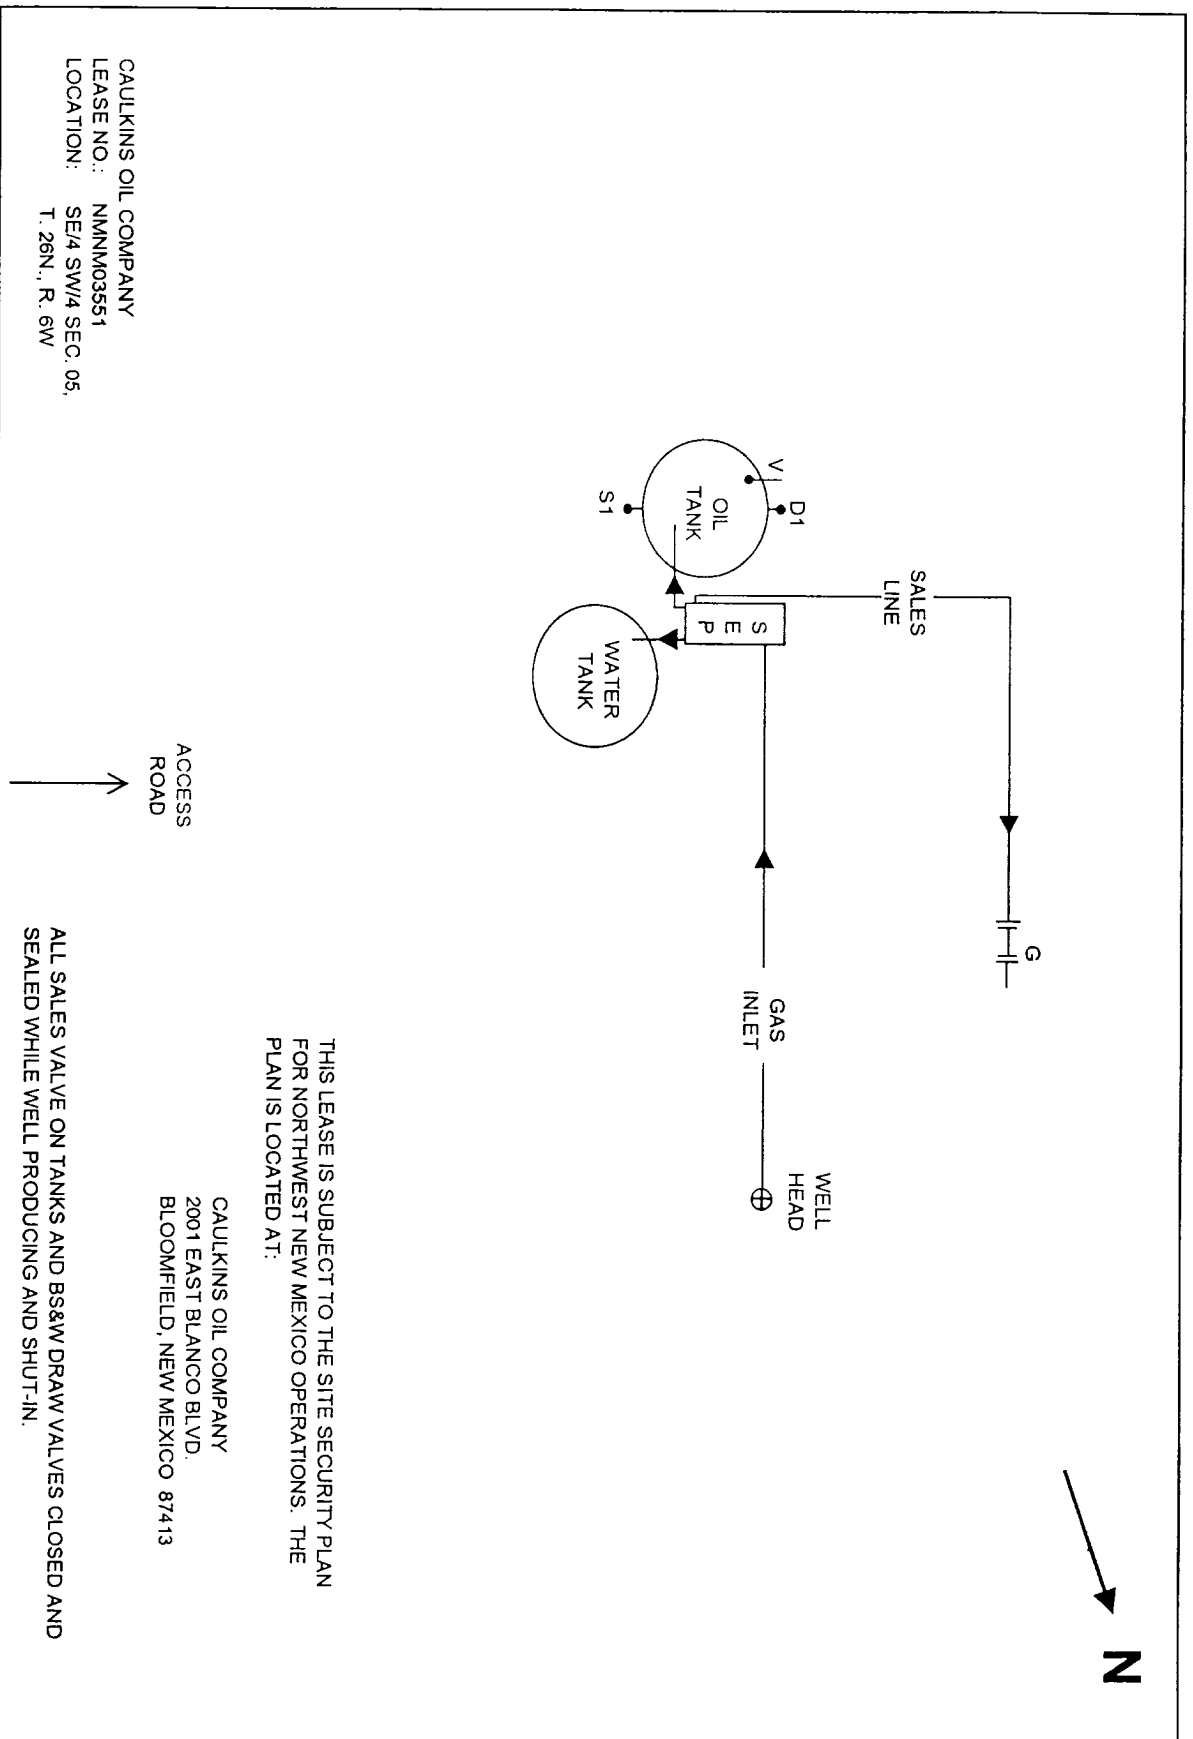 N
G
SALES
LINE
WELL
HEAD
GAS
INLET
D1
V
OIL
TANK
S1
S
E
P
WATER
TANK
THIS LEASE IS SUBJECT TO THE SITE SECURITY PLAN
FOR NORTHWEST NEW MEXICO OPERATIONS. THE
PLAN IS LOCATED AT:
CAULKINS OIL COMPANY
2001 EAST BLANCO BLVD.
BLOOMFIELD, NEW MEXICO 87413
ACCESS
ROAD
CAULKINS OIL COMPANY
LEASE NO.: NMNM03551
LOCATION: SE/4 SW/4 SEC. 05,
T. 26N., R. 6W
ALL SALES VALVE ON TANKS AND BS&W DRAW VALVES CLOSED AND
SEALED WHILE WELL PRODUCING AND SHUT-IN.